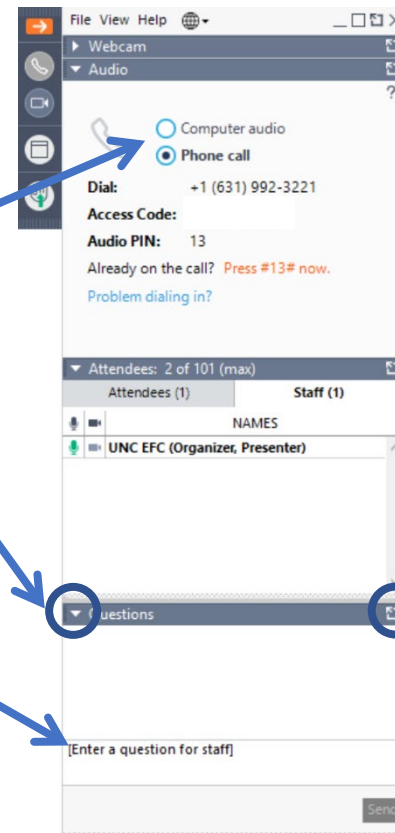 File View Help
Webcam
Audio
?
Computer audio
Phone call
Dial: +1 (631) 992-3221
Access Code:
Audio PIN: 13
Already on the call? Press #13# now.
Problem dialing in?
Attendees: 2 of 101 (max)
Attendees (1) Staff (1)
NAMES
UNC EFC (Organizer, Presenter)
Questions
[Enter a question for staff]
Send